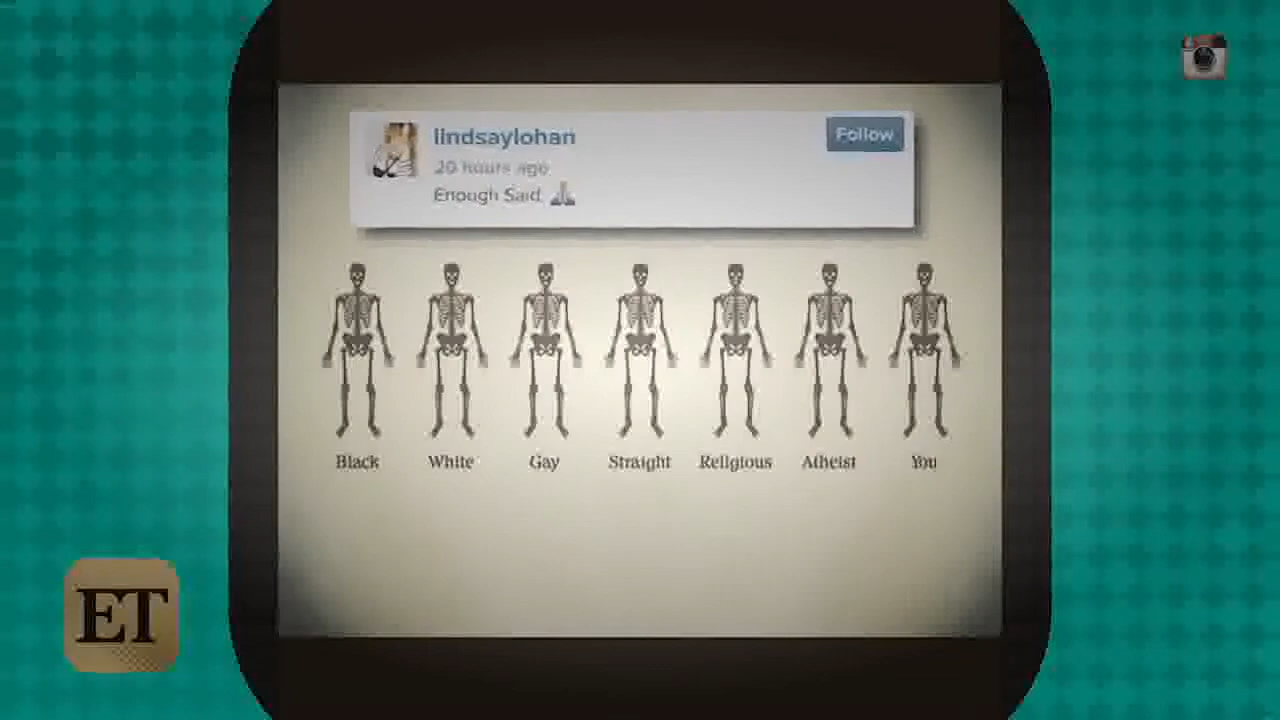 lindsaylohan
Follow
20 hours ago
Enough Said.
Black White Gay Straight Religious Atheist You
ET